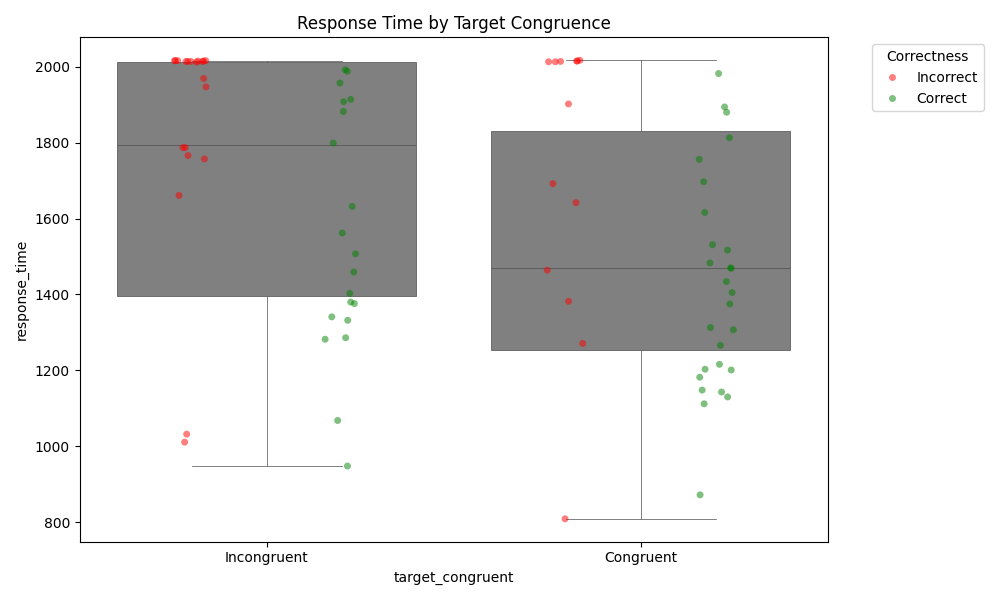 Response Time by Target Congruence
Correctness
Incorrect
Correct
response_time
2000
1800
1600
1400
1200
1000
800
Incongruent
Congruent
target_congruent